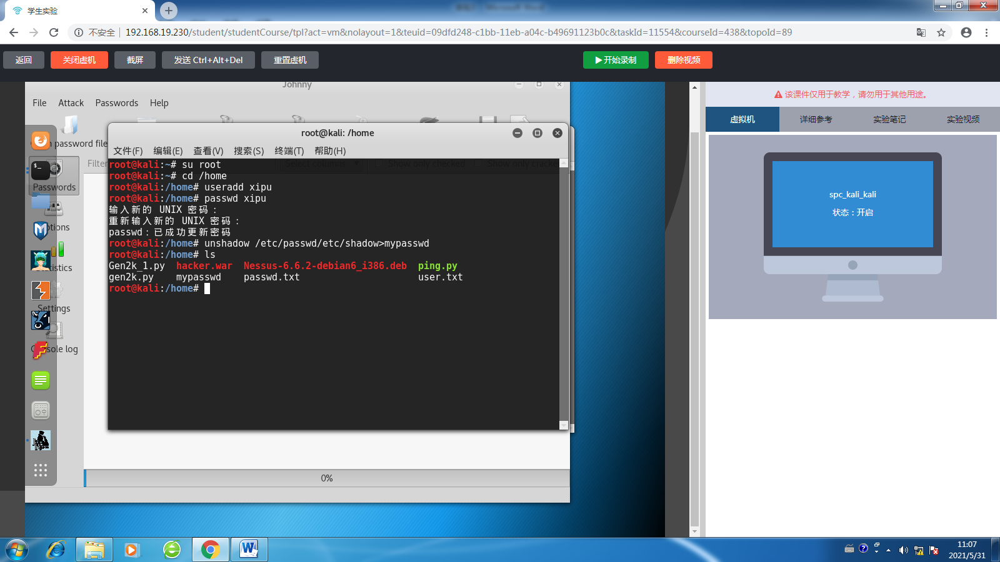 学生实验
不安全 192.168.19.230/student/studentCourse/tpl?act=vm&nolayout=1&teuid=09dfd248-c1bb-11eb-a04c-b49691123b0c&taskId=11554&courseId=438&topoId=89
返回 关闭虚机 截屏 发送 Ctrl+Alt+Del 重置虚机 开始录制 删除视频
Johnny
File Attack Passwords Help
password file
Filter
Select columns
Show only checked
Show only cracked
Passwords
Settings
root@kali: /home
文件(F) 编辑(E) 查看(V) 搜索(S) 终端(T) 帮助(H)
root@kali:~# su root
root@kali:~# cd /home
root@kali:/home# useradd xipu
root@kali:/home# passwd xipu
输入新的 UNIX 密码：
重新输入新的 UNIX 密码：
passwd：已成功更新密码
root@kali:/home# unshadow /etc/passwd/etc/shadow>mypasswd
root@kali:/home# ls
Gen2k_1.py hacker.war Nessus-6.6.2-debian6_i386.deb ping.py
gen2k.py mypasswd passwd.txt user.txt
root@kali:/home#
log
0%
该课件仅用于教学，请勿用于其他用途。
虚拟机 详细参考 实验笔记 实验视频
spc_kali_kali
状态：开启
11:07
2021/5/31